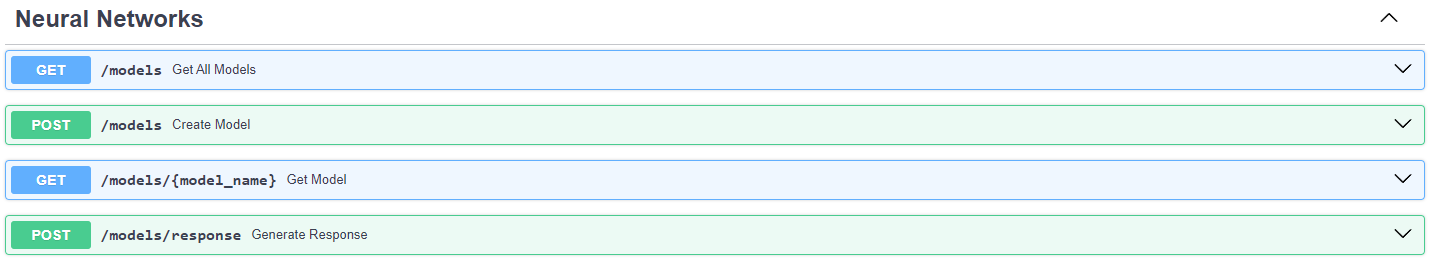 Neural Networks
GET /models Get All Models
POST /models Create Model
GET /models/{model_name} Get Model
POST /models/response Generate Response